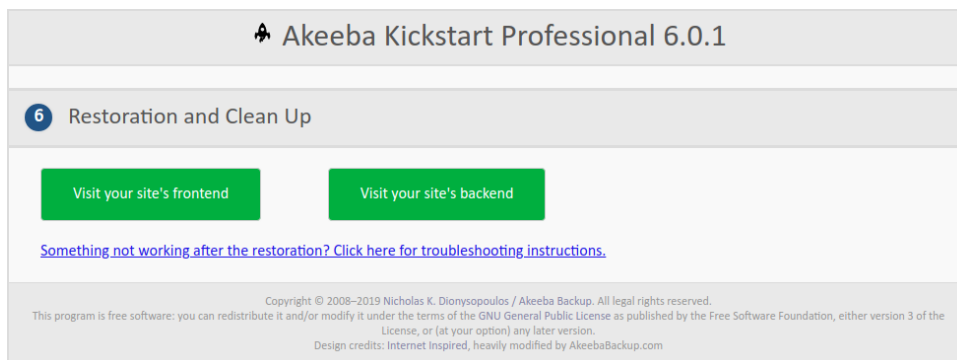 Akeeba Kickstart Professional 6.0.1
6 Restoration and Clean Up
Visit your site's frontend Visit your site's backend
Something not working after the restoration? Click here for troubleshooting instructions.
Copyright © 2008–2019 Nicholas K. Dionysopoulos / Akeeba Backup. All legal rights reserved.
This program is free software: you can redistribute it and/or modify it under the terms of the GNU General Public License as published by the Free Software Foundation, either version 3 of the
License, or (at your option) any later version.
Design credits: Internet Inspired, heavily modified by AkeebaBackup.com